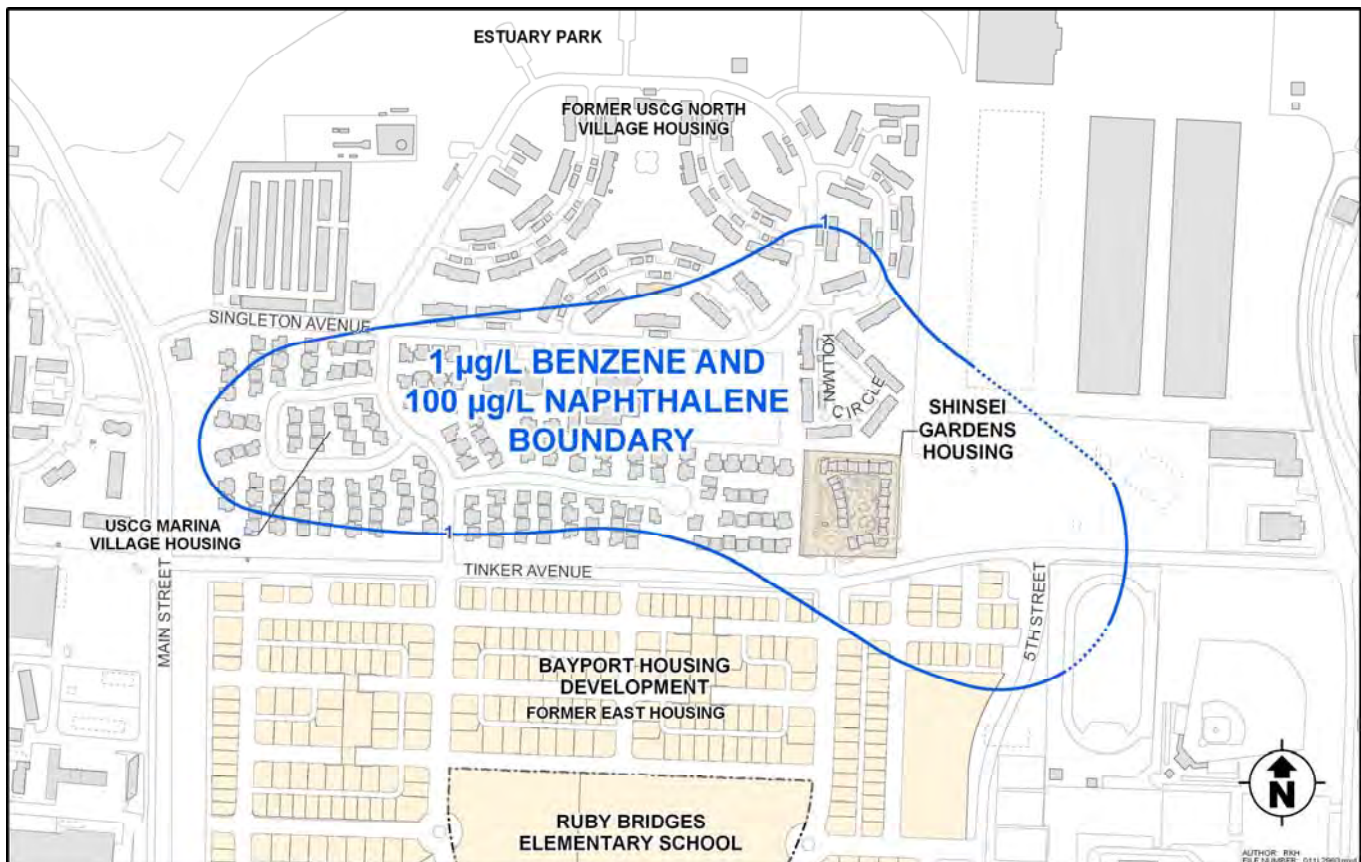 ESTUARY PARK
FORMER USCG NORTH
VILLAGE HOUSING
1
SINGLETON AVENUE
1 µg/L BENZENE AND
100 µg/L NAPHTHALENE
BOUNDARY
KOLLMAN
CIRCLE
SHINSEI
GARDENS
HOUSING
USCG MARINA
VILLAGE HOUSING
1
TINKER AVENUE
MAIN STREET
5TH STREET
BAYPORT HOUSING
DEVELOPMENT
FORMER EAST HOUSING
RUBY BRIDGES
ELEMENTARY SCHOOL
N
AUTHOR: RKH
FILE NUMBER: